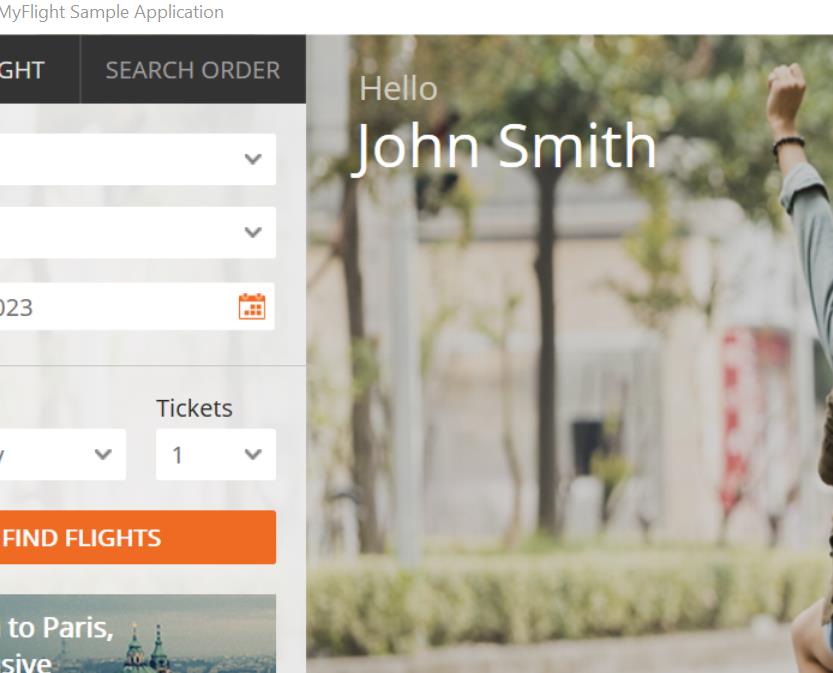 MyFlight Sample Application
GHT
SEARCH ORDER
Hello
John Smith
023
Tickets
y
1
FIND FLIGHTS
to Paris,
sive